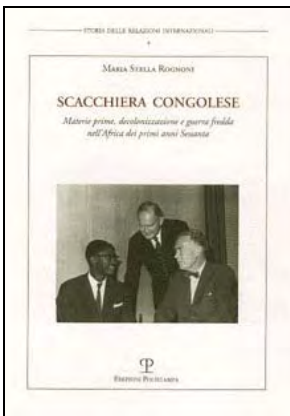 STORIA DELLE RELAZIONI INTERNAZIONALI
MARIA STELLA ROGNONI
SCACCHIERA CONGOLESE
Materie prime, decolonizzazione e guerra fredda
nell'Africa dei primi anni Sessanta
EDIZIONI POLISTAMPA